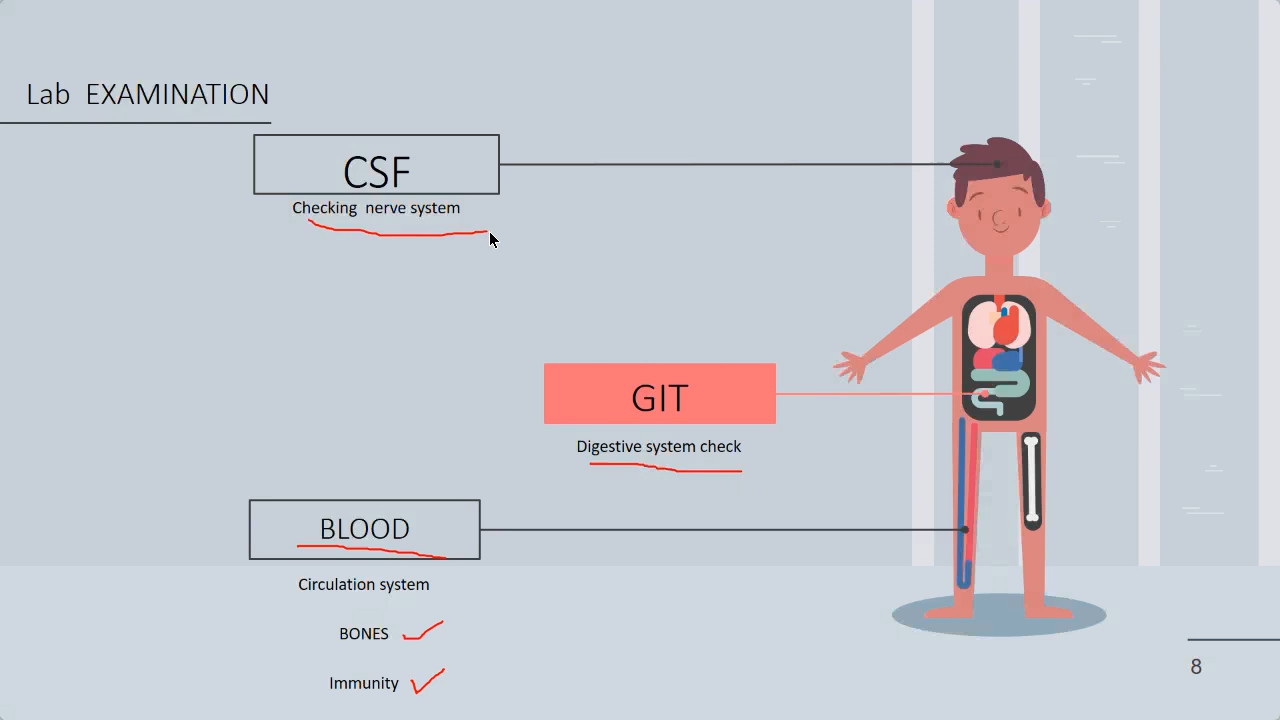 Lab EXAMINATION
CSF
Checking nerve system
GIT
Digestive system check
BLOOD
Circulation system
BONES
Immunity
8